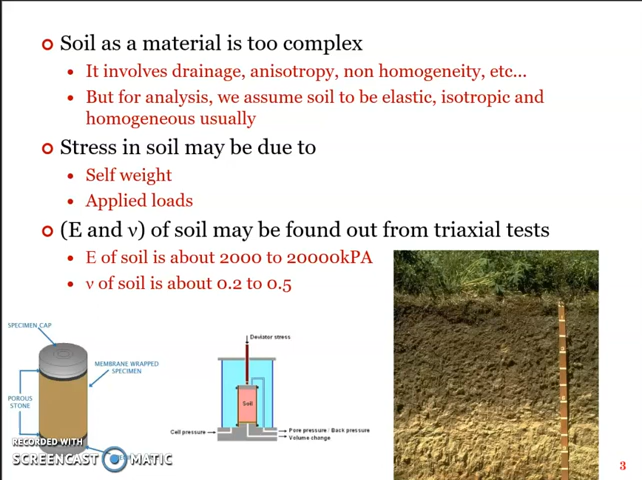 Soil as a material is too complex
It involves drainage, anisotropy, non homogeneity, etc...
But for analysis, we assume soil to be elastic, isotropic and
homogeneous usually
Stress in soil may be due to
Self weight
Applied loads
(E and ν) of soil may be found out from triaxial tests
E of soil is about 2000 to 20000kPA
ν of soil is about 0.2 to 0.5
SPECIMEN CAP
MEMBRANE WRAPPED
SPECIMEN
POROUS
STONE
Deviator stress
Soil
Cell pressure
Pore pressure / Back pressure
Volume change
RECORDED WITH
SCREENCAST MATIC
3